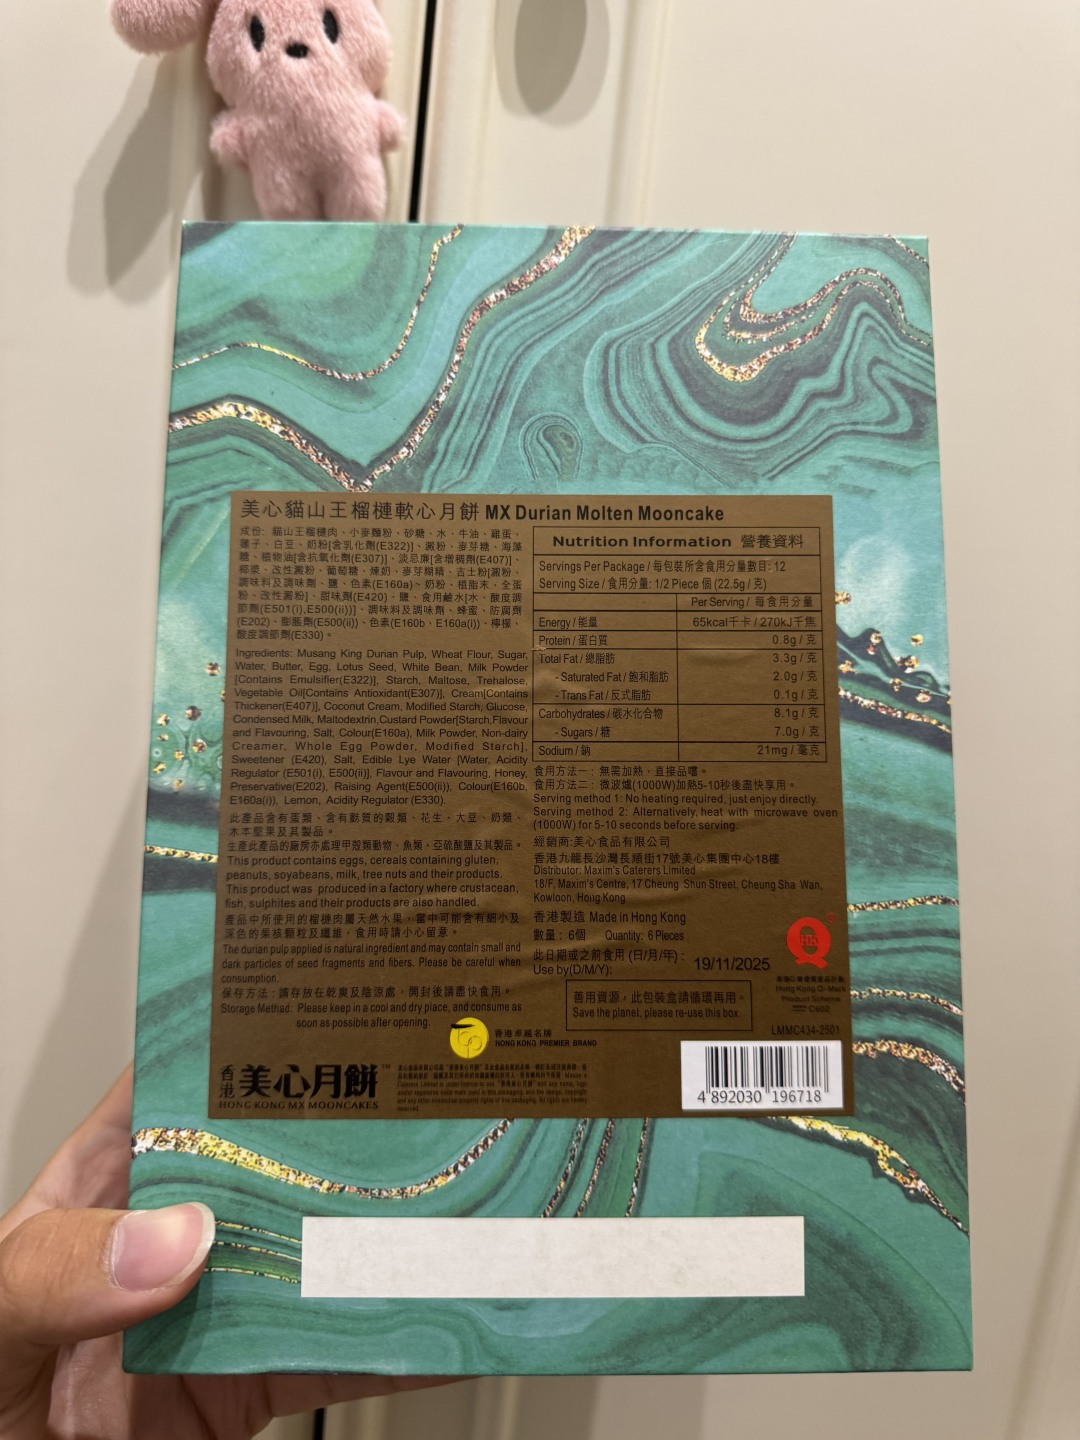 美心貓山王榴槤軟心月餅 MX Durian Molten Mooncake
成份: 貓山王榴槤肉、小麥麵粉、砂糖、水、牛油、雞蛋、
蓮子、白豆、奶粉[含乳化劑(E322)]、澱粉、麥芽糖、海藻
糖、植物油[含抗氧化劑(E307)]、淡忌廉[含增稠劑(E407)]、
椰漿、改性澱粉、葡萄糖、煉奶、麥芽糊精、吉士粉[澱粉、
調味料及調味劑、鹽、色素(E160a)、奶粉、植脂末、全蛋
粉、改性澱粉]、甜味劑(E420)、鹽、食用鹼水[水、酸度調
節劑(E501(i),E500(ii))]、調味料及調味劑、蜂蜜、防腐劑
(E202)、膨脹劑(E500(ii))、色素(E160b、E160a(i))、檸檬、
酸度調節劑(E330)。
Ingredients: Musang King Durian Pulp, Wheat Flour, Sugar,
Water, Butter, Egg, Lotus Seed, White Bean, Milk Powder
[Contains Emulsifier(E322)], Starch, Maltose, Trehalose,
Vegetable Oil[Contains Antioxidant(E307)], Cream[Contains
Thickener(E407)], Coconut Cream, Modified Starch, Glucose,
Condensed Milk, Maltodextrin,Custard Powder[Starch,Flavour
and Flavouring, Salt, Colour(E160a), Milk Powder, Non-dairy
Creamer, Whole Egg Powder, Modified Starch],
Sweetener (E420), Salt, Edible Lye Water [Water, Acidity
Regulator (E501(i), E500(ii)], Flavour and Flavouring, Honey,
Preservative(E202), Raising Agent(E500(ii)), Colour(E160b,
E160a(i)), Lemon, Acidity Regulator (E330).
此產品含有蛋類、含有麩質的穀類、花生、大豆、奶類、
木本堅果及其製品。
生產此產品的廠房亦處理甲殼類動物、魚類、亞硫酸鹽及其製品。
This product contains eggs, cereals containing gluten,
peanuts, soyabeans, milk, tree nuts and their products.
This product was produced in a factory where crustacean,
fish, sulphites and their products are also handled.
產品中所使用的榴槤肉屬天然水果，當中可能含有細小及
深色的果核顆粒及纖維，食用時請小心留意。
The durian pulp applied is natural ingredient and may contain small and
dark particles of seed fragments and fibers. Please be careful when
consumption.
保存方法：請存放在乾爽及陰涼處，開封後請盡快食用。
Storage Method: Please keep in a cool and dry place, and consume as
soon as possible after opening.
香港卓越名牌
HONG KONG PREMIER BRAND
香港 美心月餅™
HONG KONG MX MOONCAKES
Nutrition Information 營養資料
Servings Per Package / 每包裝所含食用分量數目: 12
Serving Size / 食用分量: 1/2 Piece 個 (22.5g / 克)
Per Serving / 每食用分量
Energy / 能量 65kcal千卡 / 270kJ千焦
Protein / 蛋白質 0.8g / 克
Total Fat / 總脂肪 3.3g / 克
- Saturated Fat / 飽和脂肪 2.0g / 克
- Trans Fat / 反式脂肪 0.1g / 克
Carbohydrates / 碳水化合物 8.1g / 克
- Sugars / 糖 7.0g / 克
Sodium / 鈉 21mg / 毫克
食用方法一：無需加熱，直接品嚐。
食用方法二：微波爐(1000W)加熱5-10秒後盡快享用。
Serving method 1: No heating required, just enjoy directly.
Serving method 2: Alternatively, heat with microwave oven
(1000W) for 5-10 seconds before serving.
經銷商:美心食品有限公司
香港九龍長沙灣長順街17號美心集團中心18樓
Distributor: Maxim's Caterers Limited
18/F, Maxim's Centre, 17 Cheung Shun Street, Cheung Sha Wan,
Kowloon, Hong Kong
香港製造 Made in Hong Kong
數量：6個 Quantity: 6 Pieces
此日期或之前食用 (日/月/年)：
Use by(D/M/Y): 19/11/2025
善用資源，此包裝盒請循環再用。
Save the planet, please re-use this box.
HK
Hong Kong Q-Mark
Product Scheme
C602
LMMC434-2501
4 892030 196718